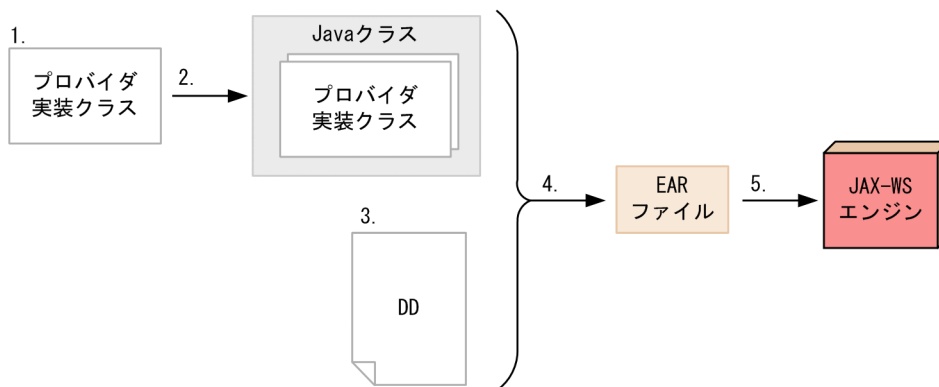 1.
プロバイダ
実装クラス
2.
Javaクラス
プロバイダ
実装クラス
3.
DD
4.
EAR
ファイル
5.
JAX-WS
エンジン